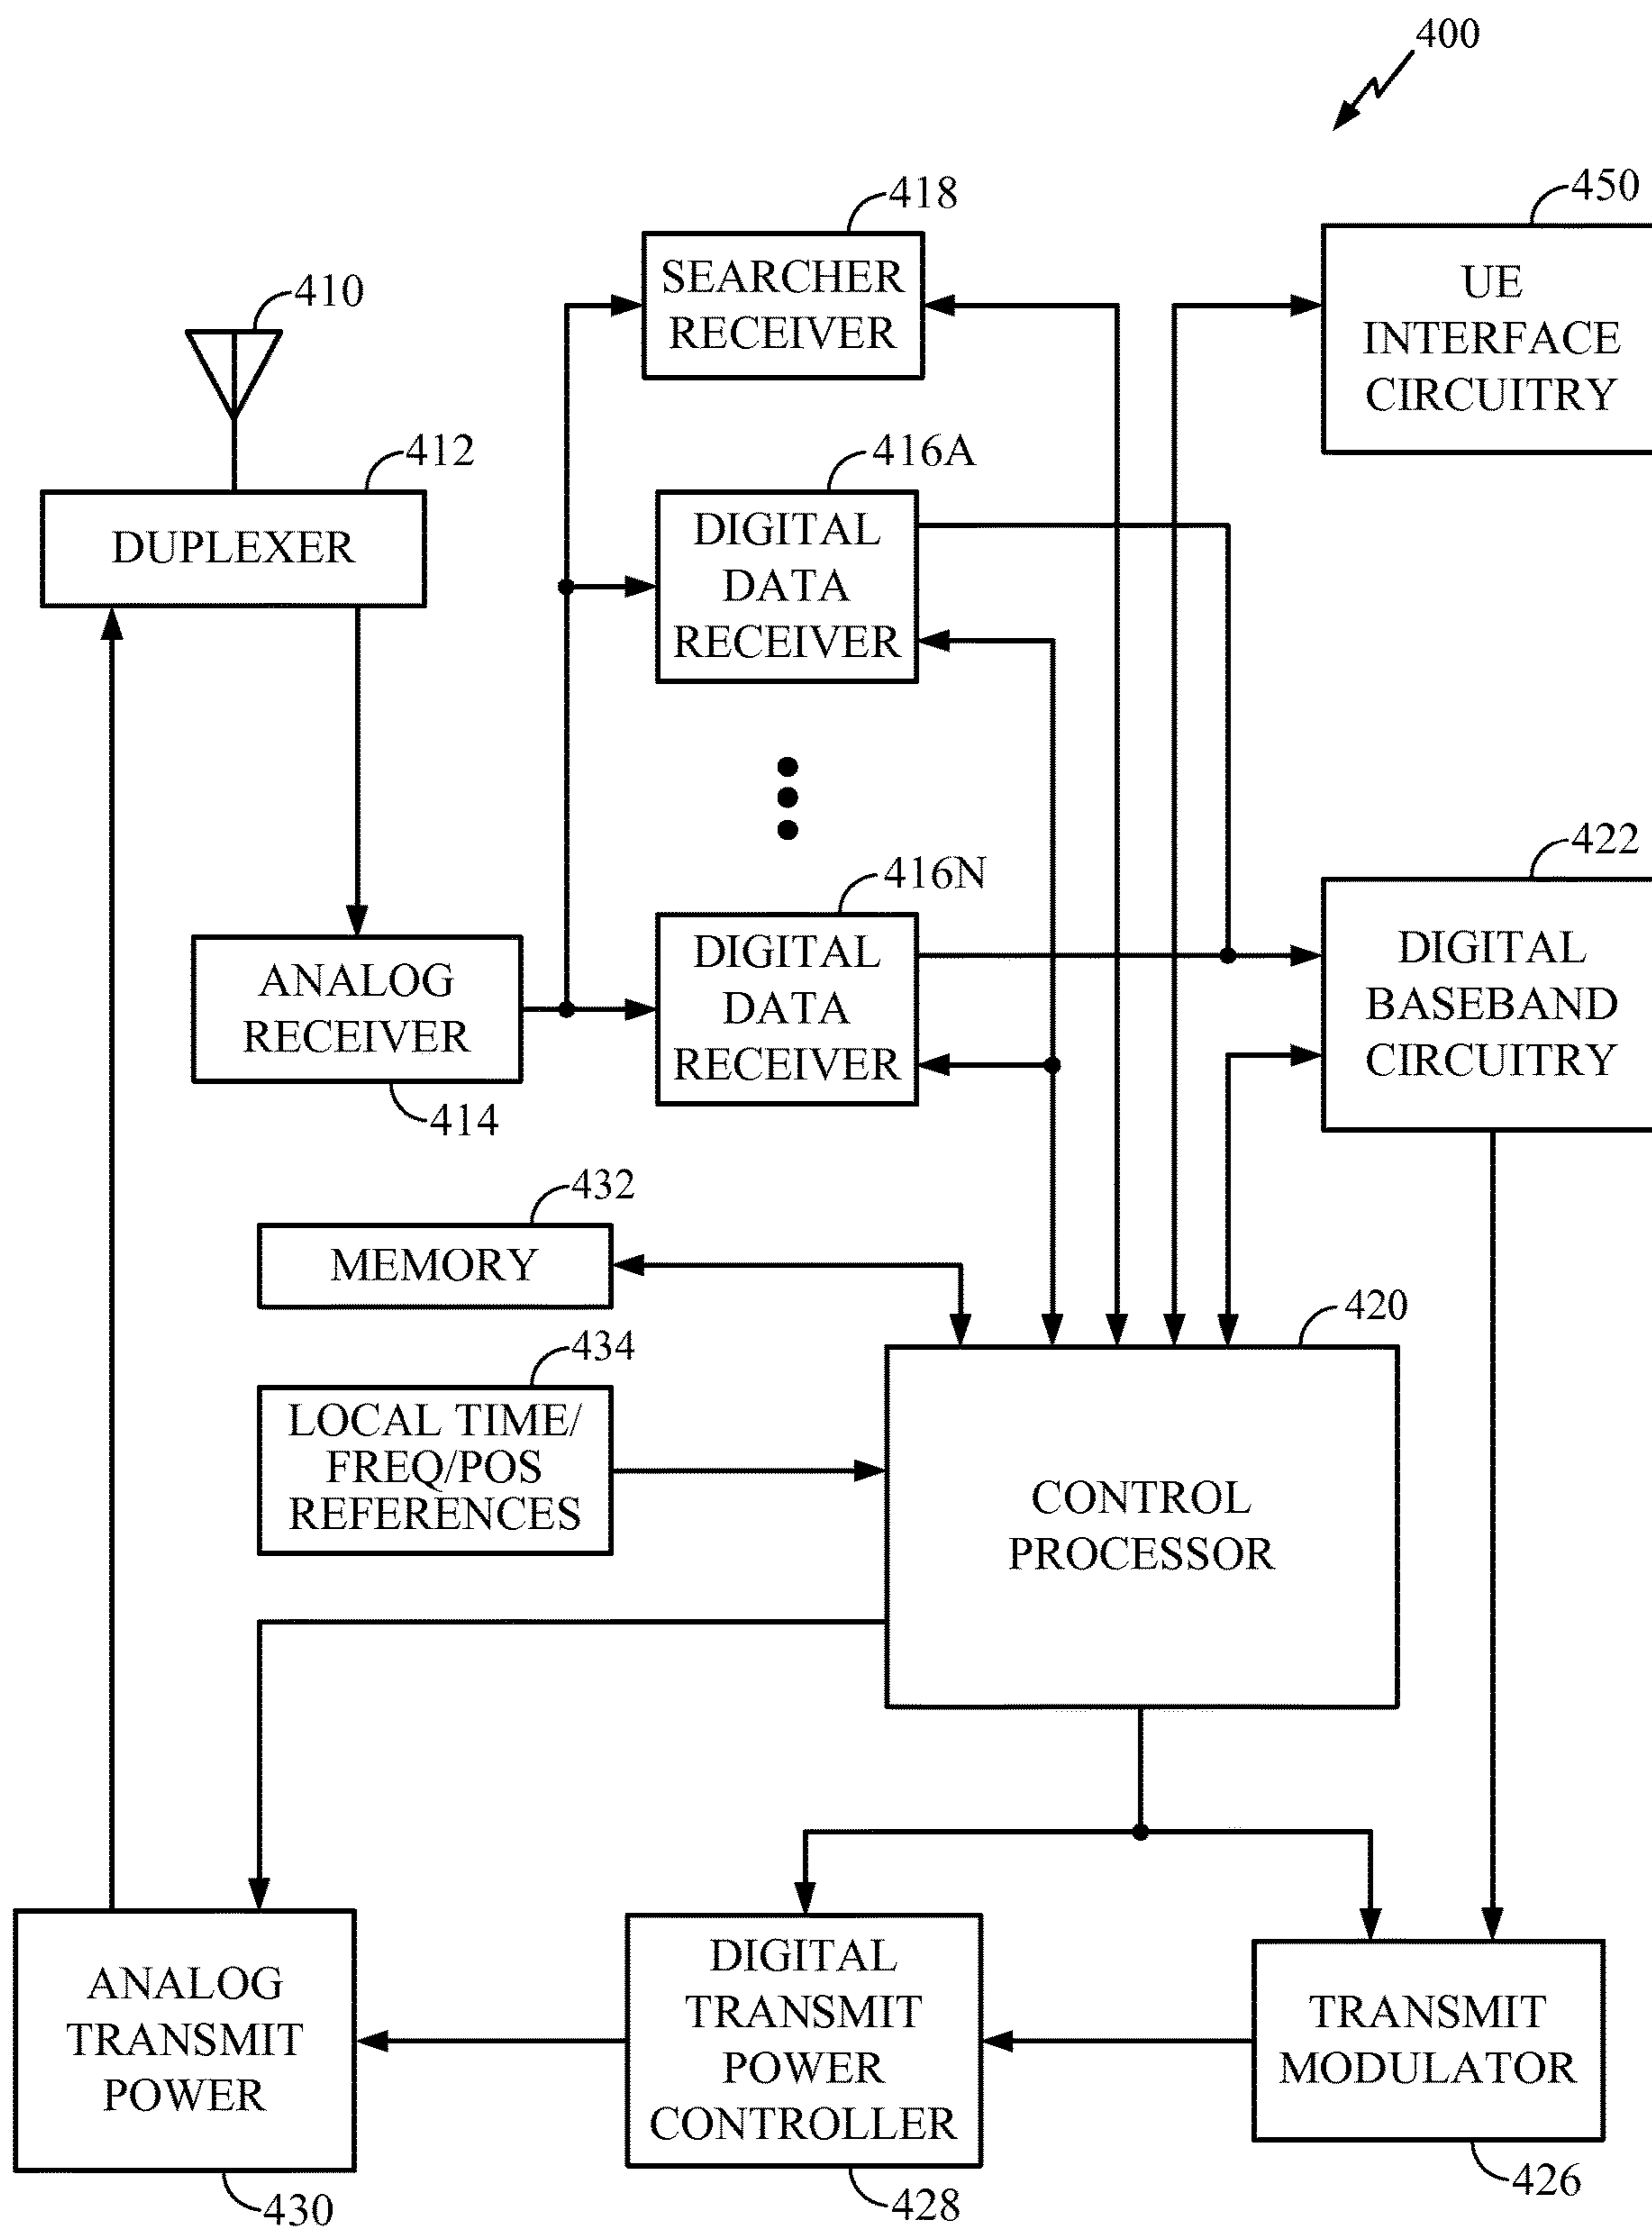 400
418
SEARCHER
RECEIVER
450
UE
INTERFACE
CIRCUITRY
410
412
DUPLEXER
416A
DIGITAL
DATA
RECEIVER
416N
DIGITAL
DATA
RECEIVER
422
DIGITAL
BASEBAND
CIRCUITRY
ANALOG
RECEIVER
414
432
MEMORY
434
LOCAL TIME/
FREQ/POS
REFERENCES
420
CONTROL
PROCESSOR
ANALOG
TRANSMIT
POWER
430
DIGITAL
TRANSMIT
POWER
CONTROLLER
428
TRANSMIT
MODULATOR
426